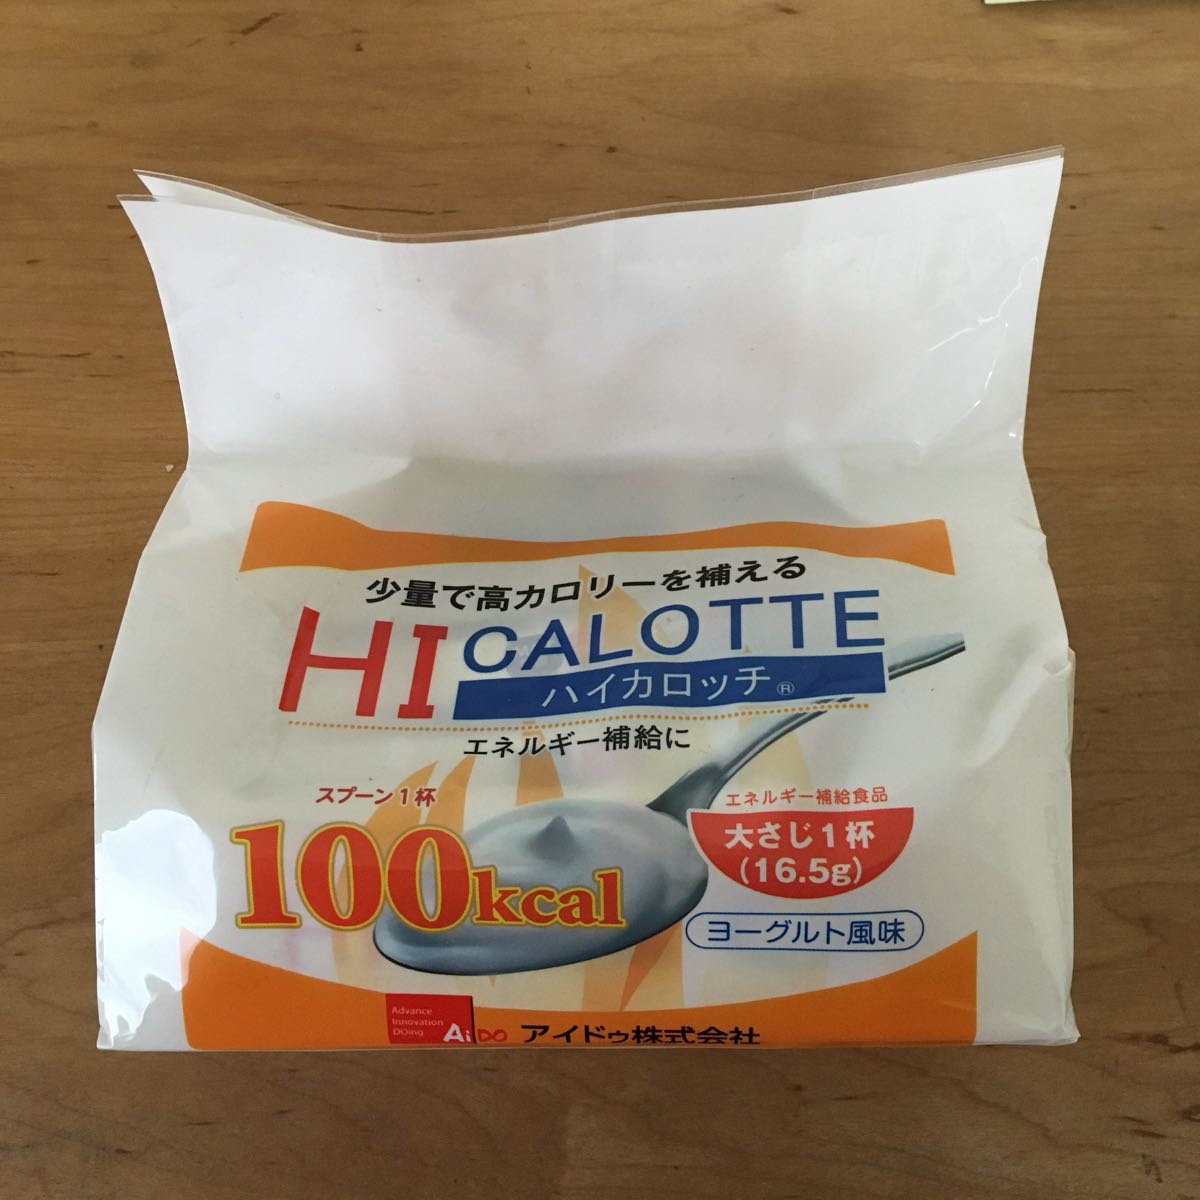 少量で高カロリーを補える
HI CALOTTE
ハイカロッチ®
エネルギー補給に
スプーン1杯
100kcal
エネルギー補給食品
大さじ1杯
(16.5g)
ヨーグルト風味
Advance
Innovation
DOing
AiDO
アイドゥ株式会社